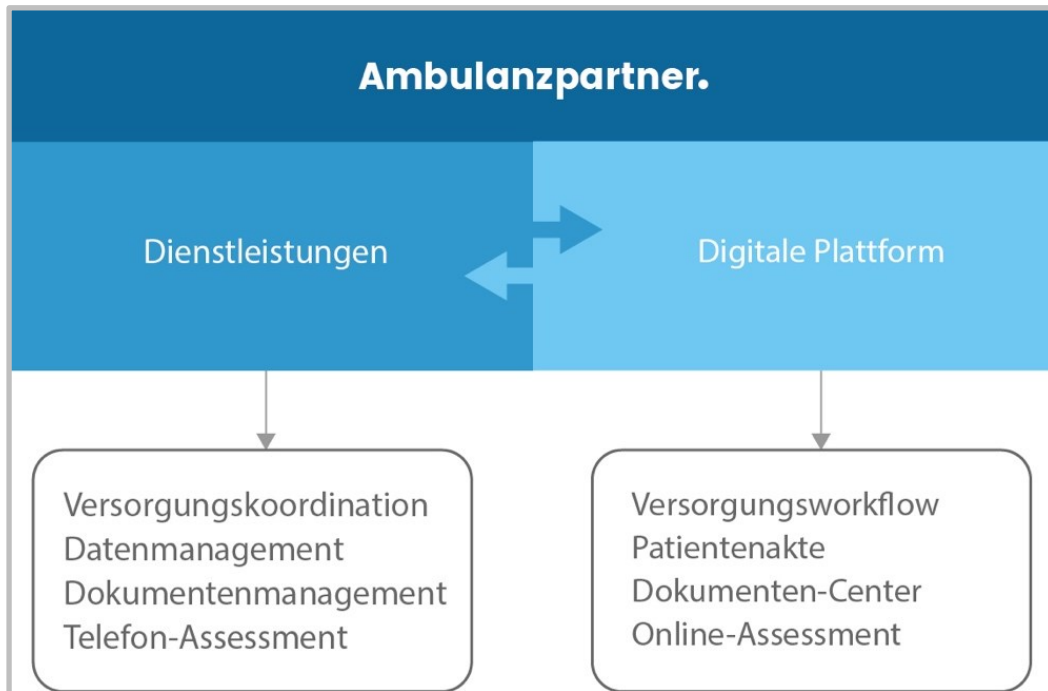 Ambulanzpartner.
Dienstleistungen
Digitale Plattform
Versorgungskoordination
Datenmanagement
Dokumentenmanagement
Telefon-Assessment
Versorgungsworkflow
Patientenakte
Dokumenten-Center
Online-Assessment